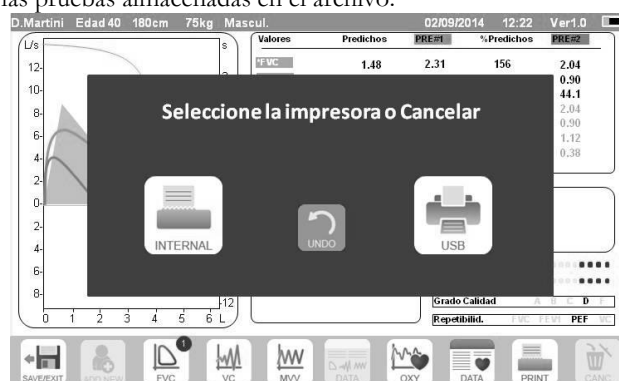 las pruebas almacenadas en el archivo.
D.Martini Edad 40 180cm 75kg Mascul. 02/09/2014 12:22 Ver1.0
L/s s Valores Predichos PRE#1 %Predichos PRE#2
*FVC 1.48 2.31 156 2.04
0.90
44.1
2.04
0.90
1.12
0.38
12-
10-
8-
6-
4-
2-
0-
2-
4-
6-
8-
Seleccione la impresora o Cancelar
INTERNAL UNDO USB
-12
0 1 2 3 4 5 6 L
Grado Calidad A B C D F
Repetibilid. FVC FEV1 PEF VC
1
SAVE/EXIT ADD NEW FVC VC MVV DATA OXY DATA PRINT CANC